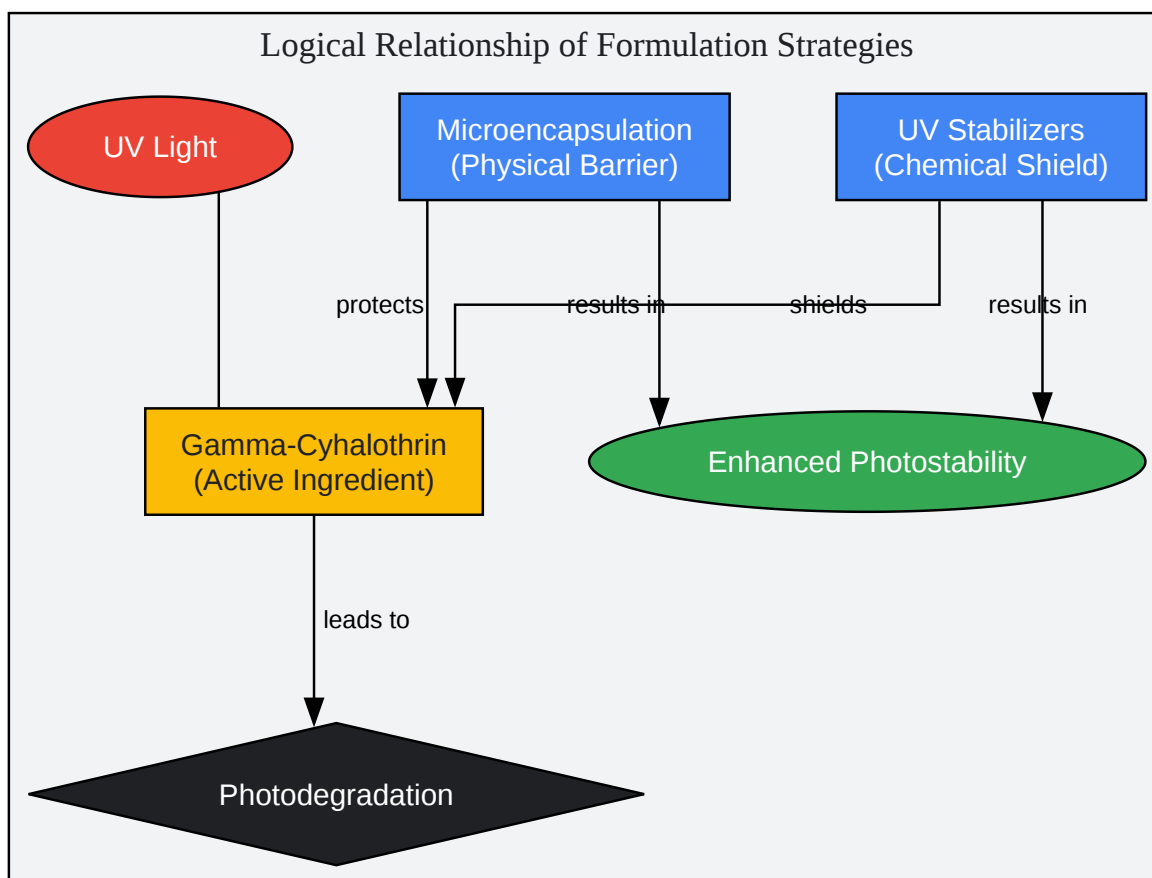 Logical Relationship of Formulation Strategies
UV Light
Microencapsulation
(Physical Barrier)
UV Stabilizers
(Chemical Shield)
protects
results in
shields
results in
Gamma-Cyhalothrin
(Active Ingredient)
Enhanced Photostability
leads to
Photodegradation